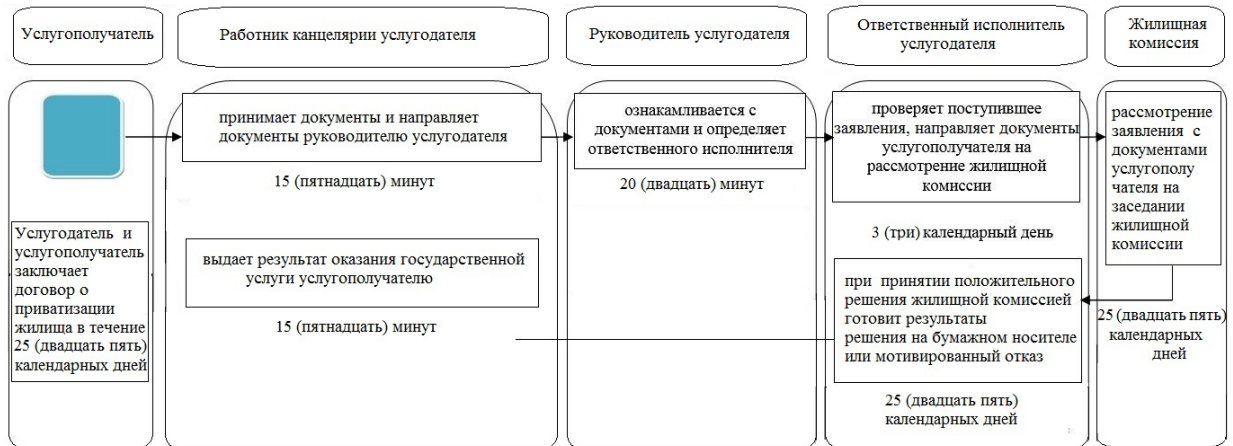 Услугополучатель
Работник канцелярии услугодателя
Руководитель услугодателя
Ответственный исполнитель
услугодателя
Жилищная
комиссия
принимает документы и направляет
документы руководителю услугодателя
15 (пятнадцать) минут
ознакамливается с
документами и определяет
ответственного исполнителя
20 (двадцать) минут
проверяет поступившее
заявления, направляет документы
услугополучателя на
рассмотрение жилищной
комиссии
3 (три) календарный день
рассмотрение
заявления с
документами
услугополу
чателя на
заседании
жилищной
комиссии
25 (двадцать пять)
календарных
дней
при принятии положительного
решения жилищной комиссией
готовит результаты
решения на бумажном носителе
или мотивированный отказ
25 (двадцать пять)
календарных дней
выдает результат оказания государственной
услуги услугополучателю
15 (пятнадцать) минут
Услугодатель и
услугополучатель
заключает
договор о
приватизации
жилища в течение
25 (двадцать пять)
календарных дней